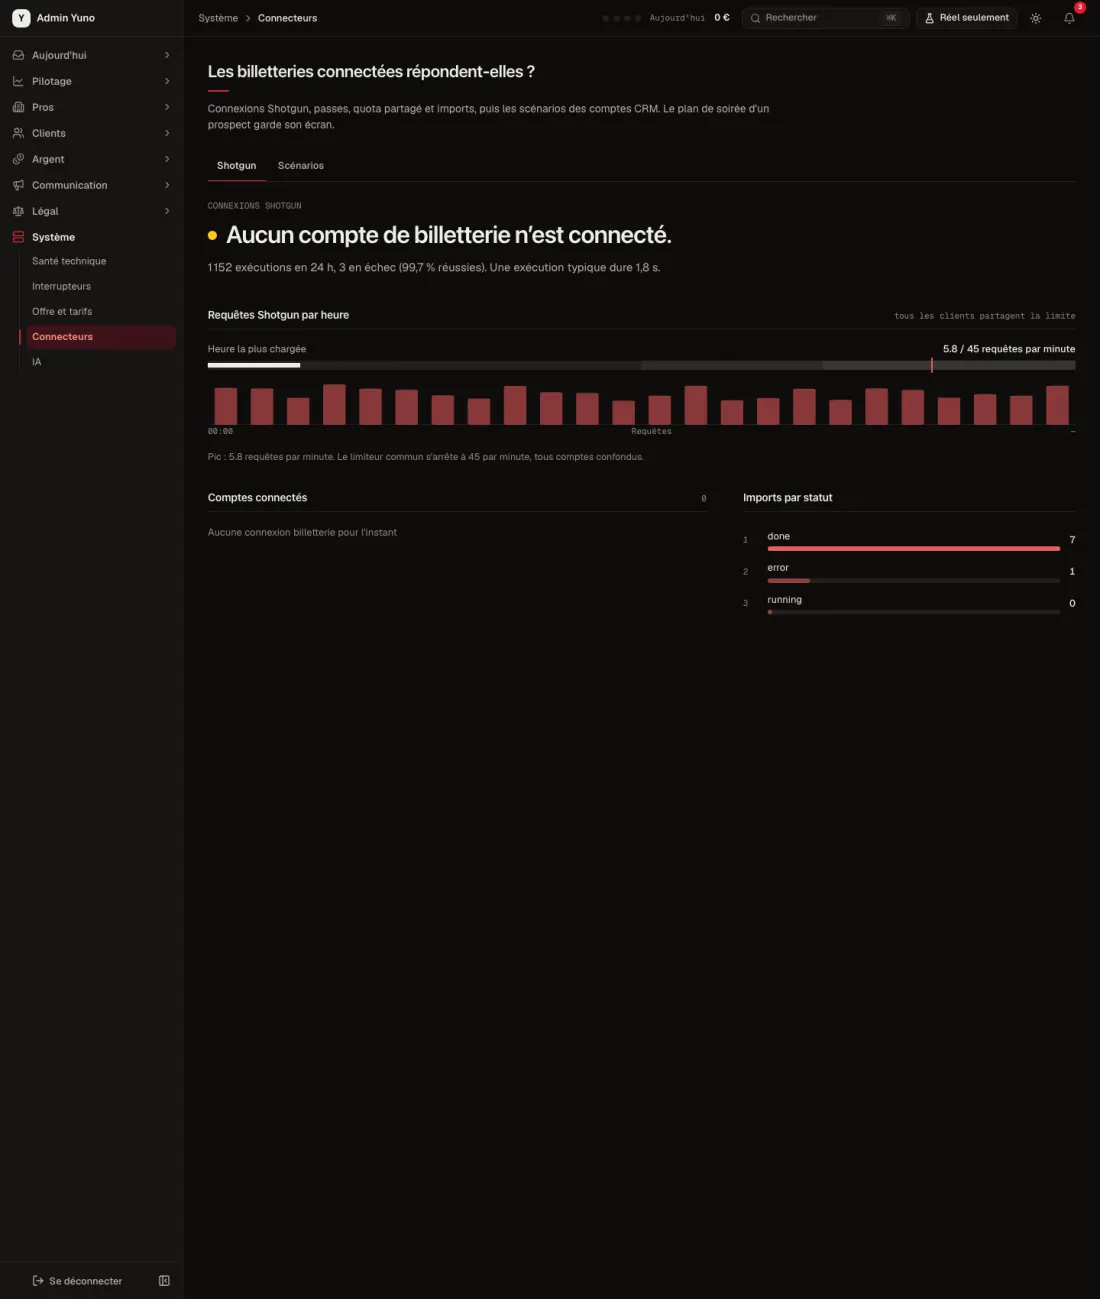 Y Admin Yuno
Système > Connecteurs
Aujourd'hui 0 €
Rechercher ⌘K
Réel seulement
3
Aujourd'hui
Pilotage
Pros
Clients
Argent
Communication
Légal
Système
Santé technique
Interrupteurs
Offre et tarifs
Connecteurs
IA
Les billetteries connectées répondent-elles ?
Connexions Shotgun, passes, quota partagé et imports, puis les scénarios des comptes CRM. Le plan de soirée d'un
prospect garde son écran.
Shotgun
Scénarios
CONNEXIONS SHOTGUN
Aucun compte de billetterie n'est connecté.
1152 exécutions en 24 h, 3 en échec (99,7 % réussies). Une exécution typique dure 1,8 s.
Requêtes Shotgun par heure
tous les clients partagent la limite
Heure la plus chargée
5.8 / 45 requêtes par minute
00:00
Requêtes
–
Pic : 5.8 requêtes par minute. Le limiteur commun s'arrête à 45 par minute, tous comptes confondus.
Comptes connectés
0
Aucune connexion billetterie pour l'instant
Imports par statut
1 done 7
2 error 1
3 running 0
Se déconnecter